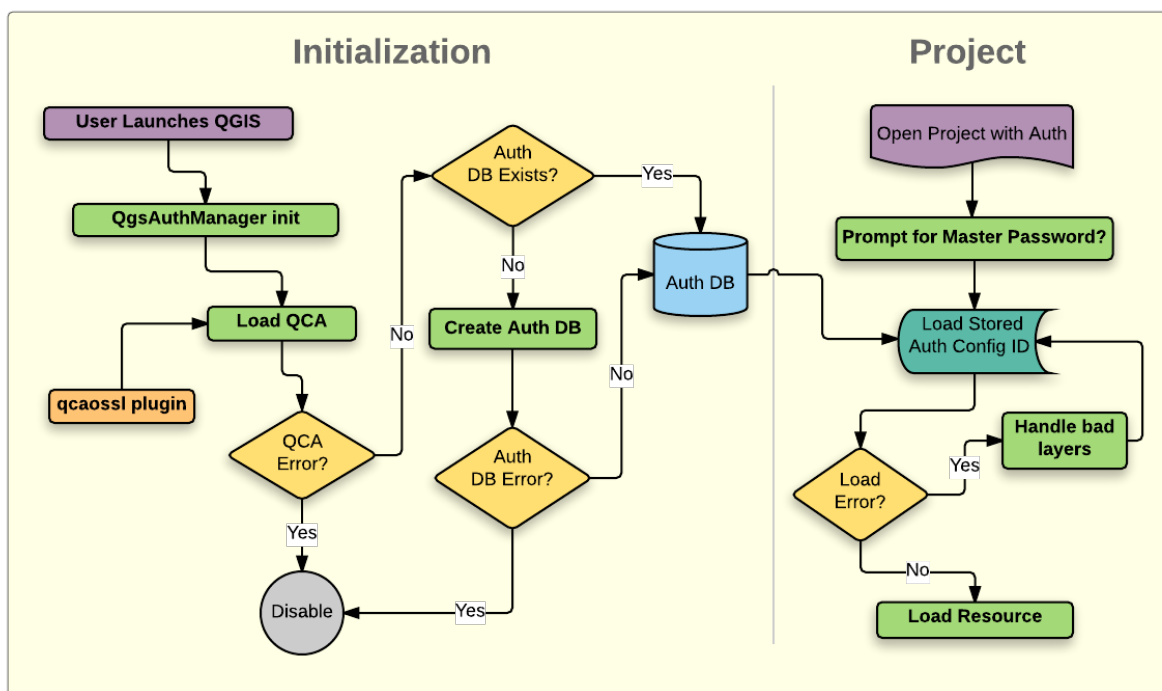 Initialization
Project
User Launches QGIS
QgsAuthManager init
Load QCA
qcaossl plugin
QCA
Error?
Yes
Disable
No
Auth
DB Exists?
Yes
No
Create Auth DB
Auth
DB Error?
Yes
No
Auth DB
Open Project with Auth
Prompt for Master Password?
Load Stored
Auth Config ID
Handle bad
layers
Load
Error?
Yes
No
Load Resource